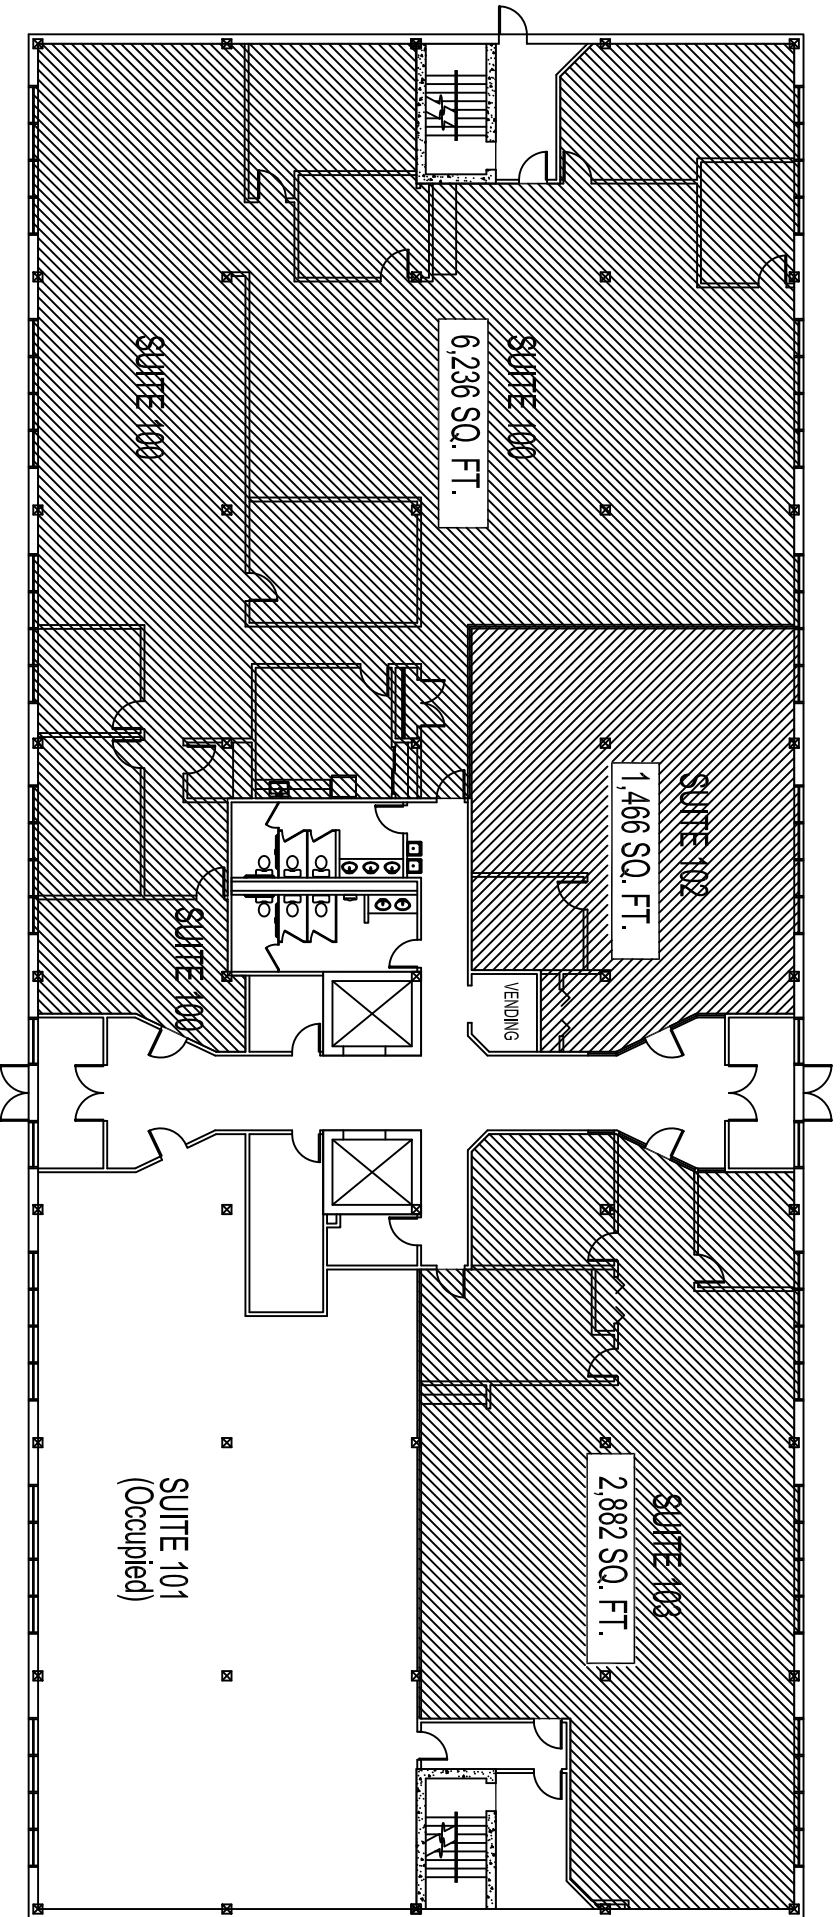 SUITE 100
6,236 SQ. FT.
SUITE 100
SUITE 102
1,466 SQ. FT.
SUITE 100
VENDING
SUITE 103
2,882 SQ. FT.
SUITE 101
(Occupied)